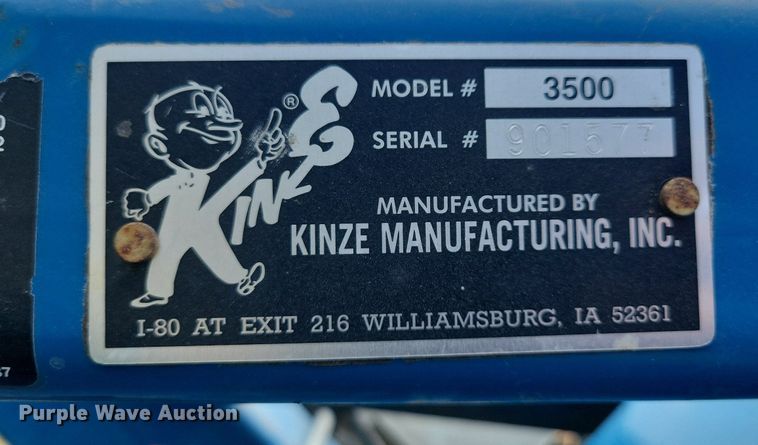 KINZE ®
MODEL # 3500
SERIAL # 901577
MANUFACTURED BY
KINZE MANUFACTURING, INC.
I-80 AT EXIT 216 WILLIAMSBURG, IA 52361
Purple Wave Auction